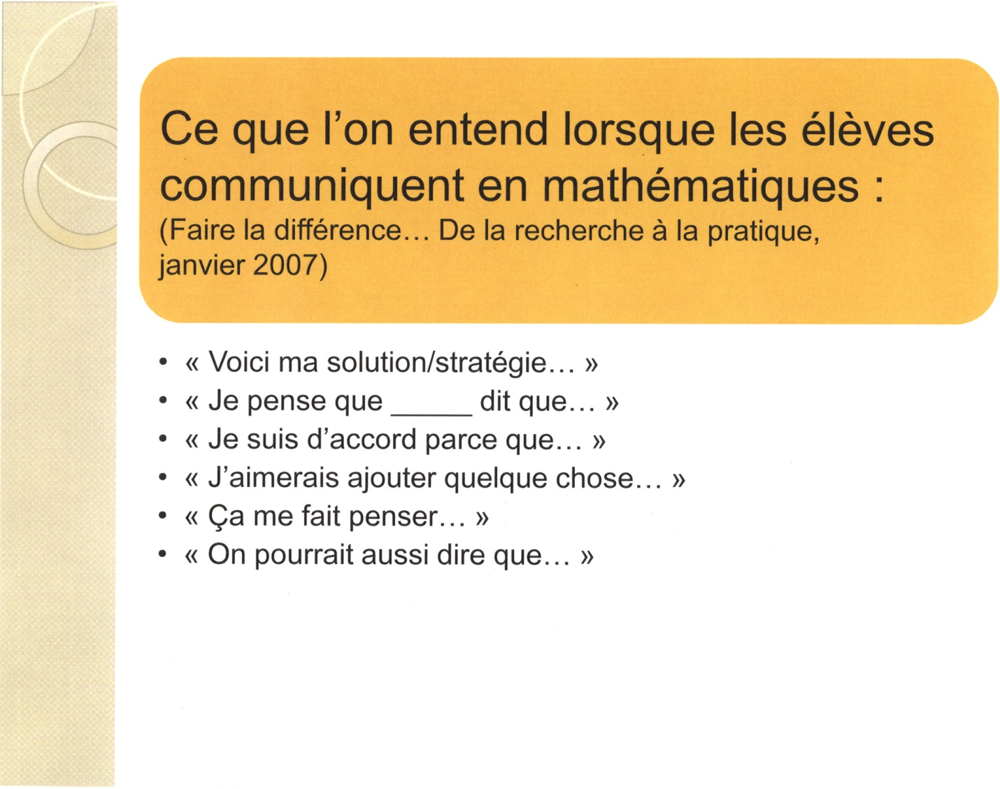 Ce que l’on entend lorsque les élèves
communiquent en mathématiques :
(Faire la différence… De la recherche à la pratique,
janvier 2007)
• « Voici ma solution/stratégie… »
• « Je pense que _____ dit que… »
• « Je suis d’accord parce que… »
• « J’aimerais ajouter quelque chose… »
• « Ça me fait penser… »
• « On pourrait aussi dire que… »